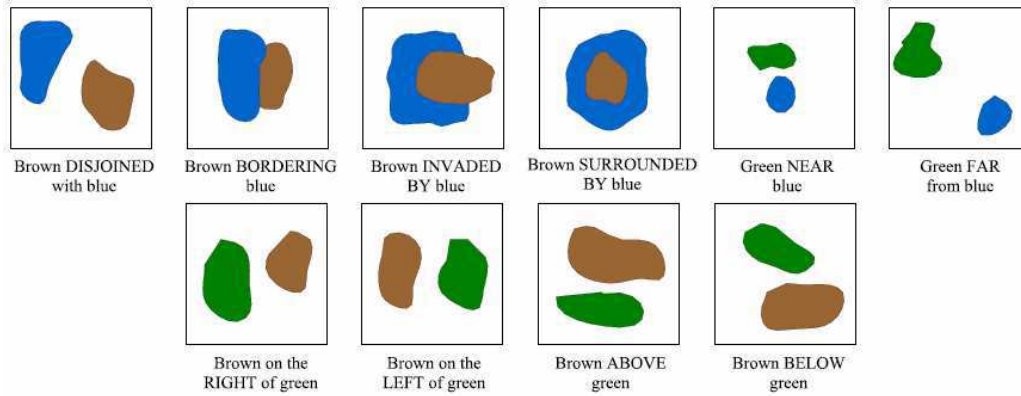 Brown DISJOINED
with blue
Brown BORDERING
blue
Brown INVADED
BY blue
Brown SURROUNDED
BY blue
Green NEAR
blue
Green FAR
from blue
Brown on the
RIGHT of green
Brown on the
LEFT of green
Brown ABOVE
green
Brown BELOW
green